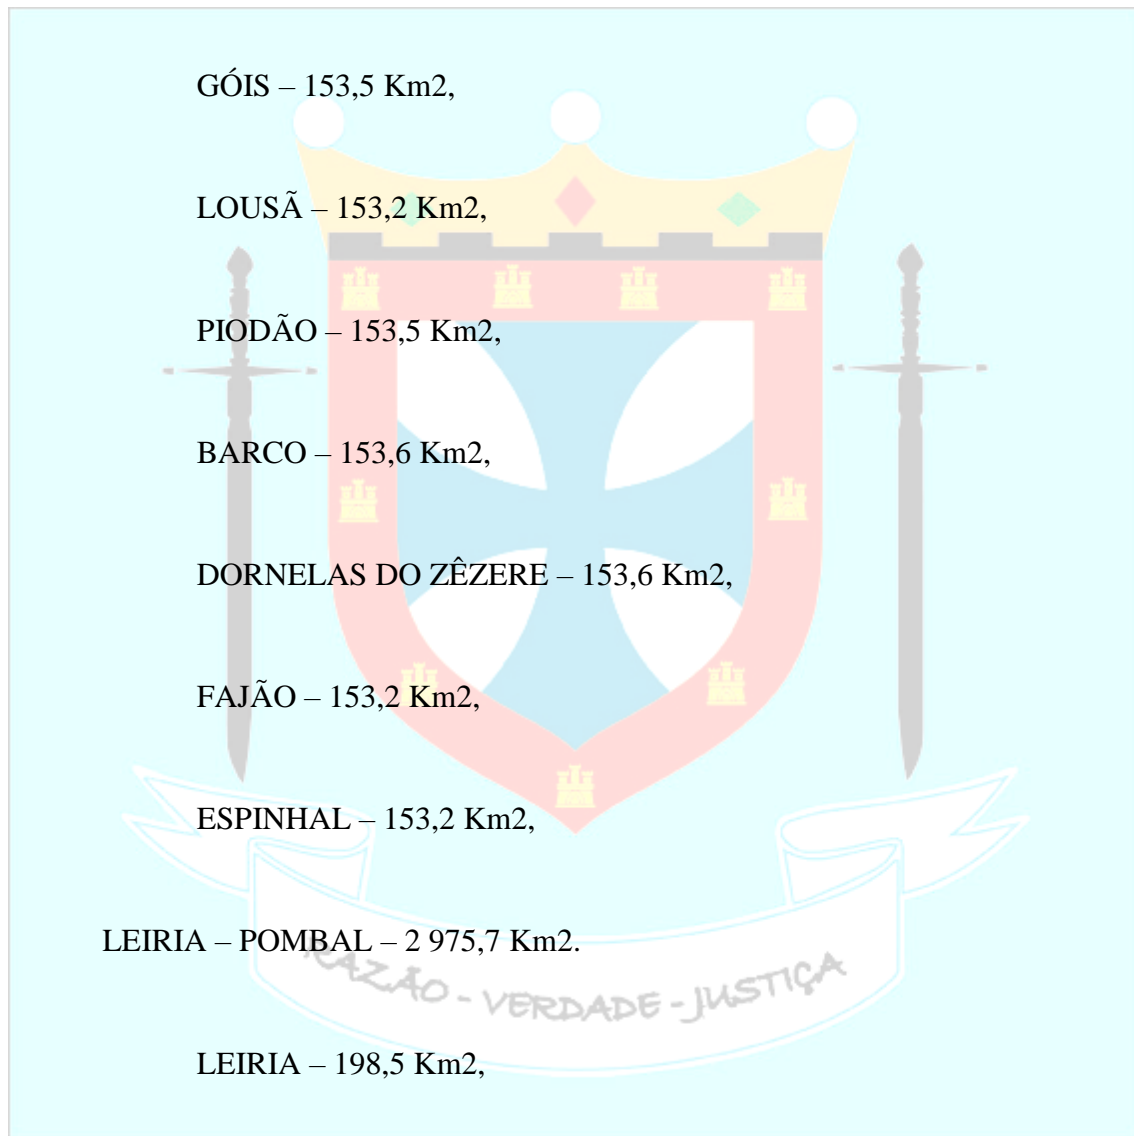 GÓIS – 153,5 Km2,
LOUSÃ – 153,2 Km2,
PIODÃO – 153,5 Km2,
BARCO – 153,6 Km2,
DORNELAS DO ZÊZERE – 153,6 Km2,
FAJÃO – 153,2 Km2,
ESPINHAL – 153,2 Km2,
LEIRIA – POMBAL – 2 975,7 Km2.
RAZÃO - VERDADE - JUSTIÇA
LEIRIA – 198,5 Km2,